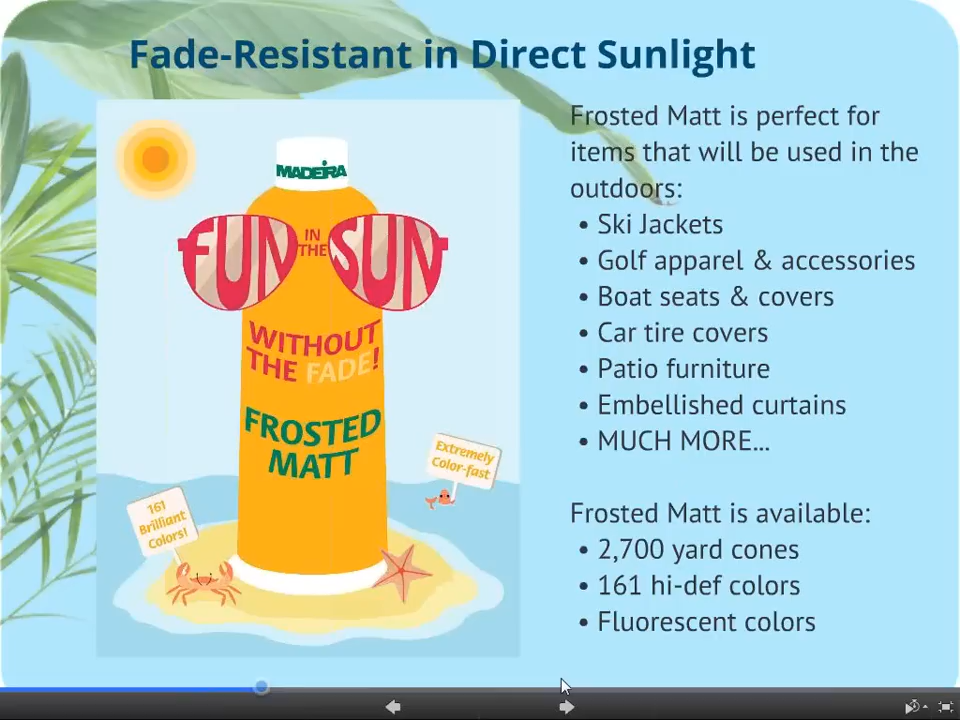 Fade-Resistant in Direct Sunlight
MADEIRA
FUN IN THE SUN
WITHOUT
THE FADE!
FROSTED
MATT
Extremely
Color-fast
161
Brilliant
Colors!
Frosted Matt is perfect for
items that will be used in the
outdoors:
• Ski Jackets
• Golf apparel & accessories
• Boat seats & covers
• Car tire covers
• Patio furniture
• Embellished curtains
• MUCH MORE...
Frosted Matt is available:
• 2,700 yard cones
• 161 hi-def colors
• Fluorescent colors